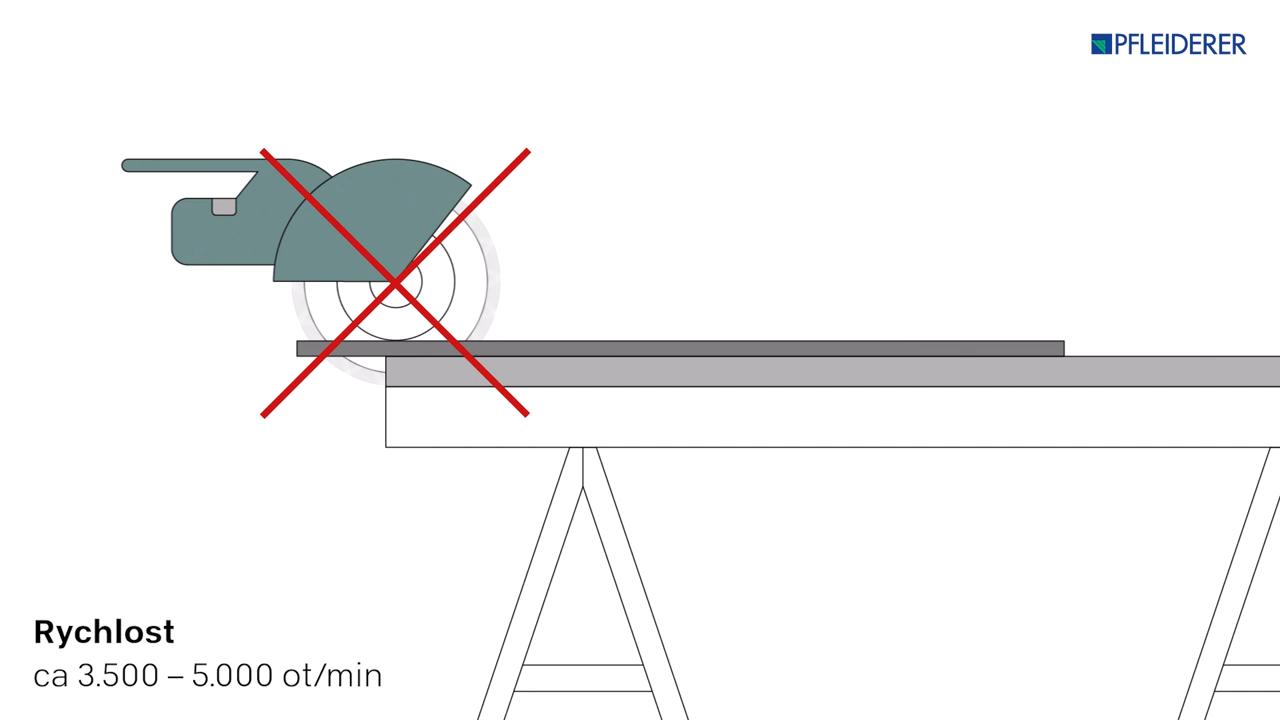 PFLEIDERER
Rychlost
ca 3.500 – 5.000 ot/min